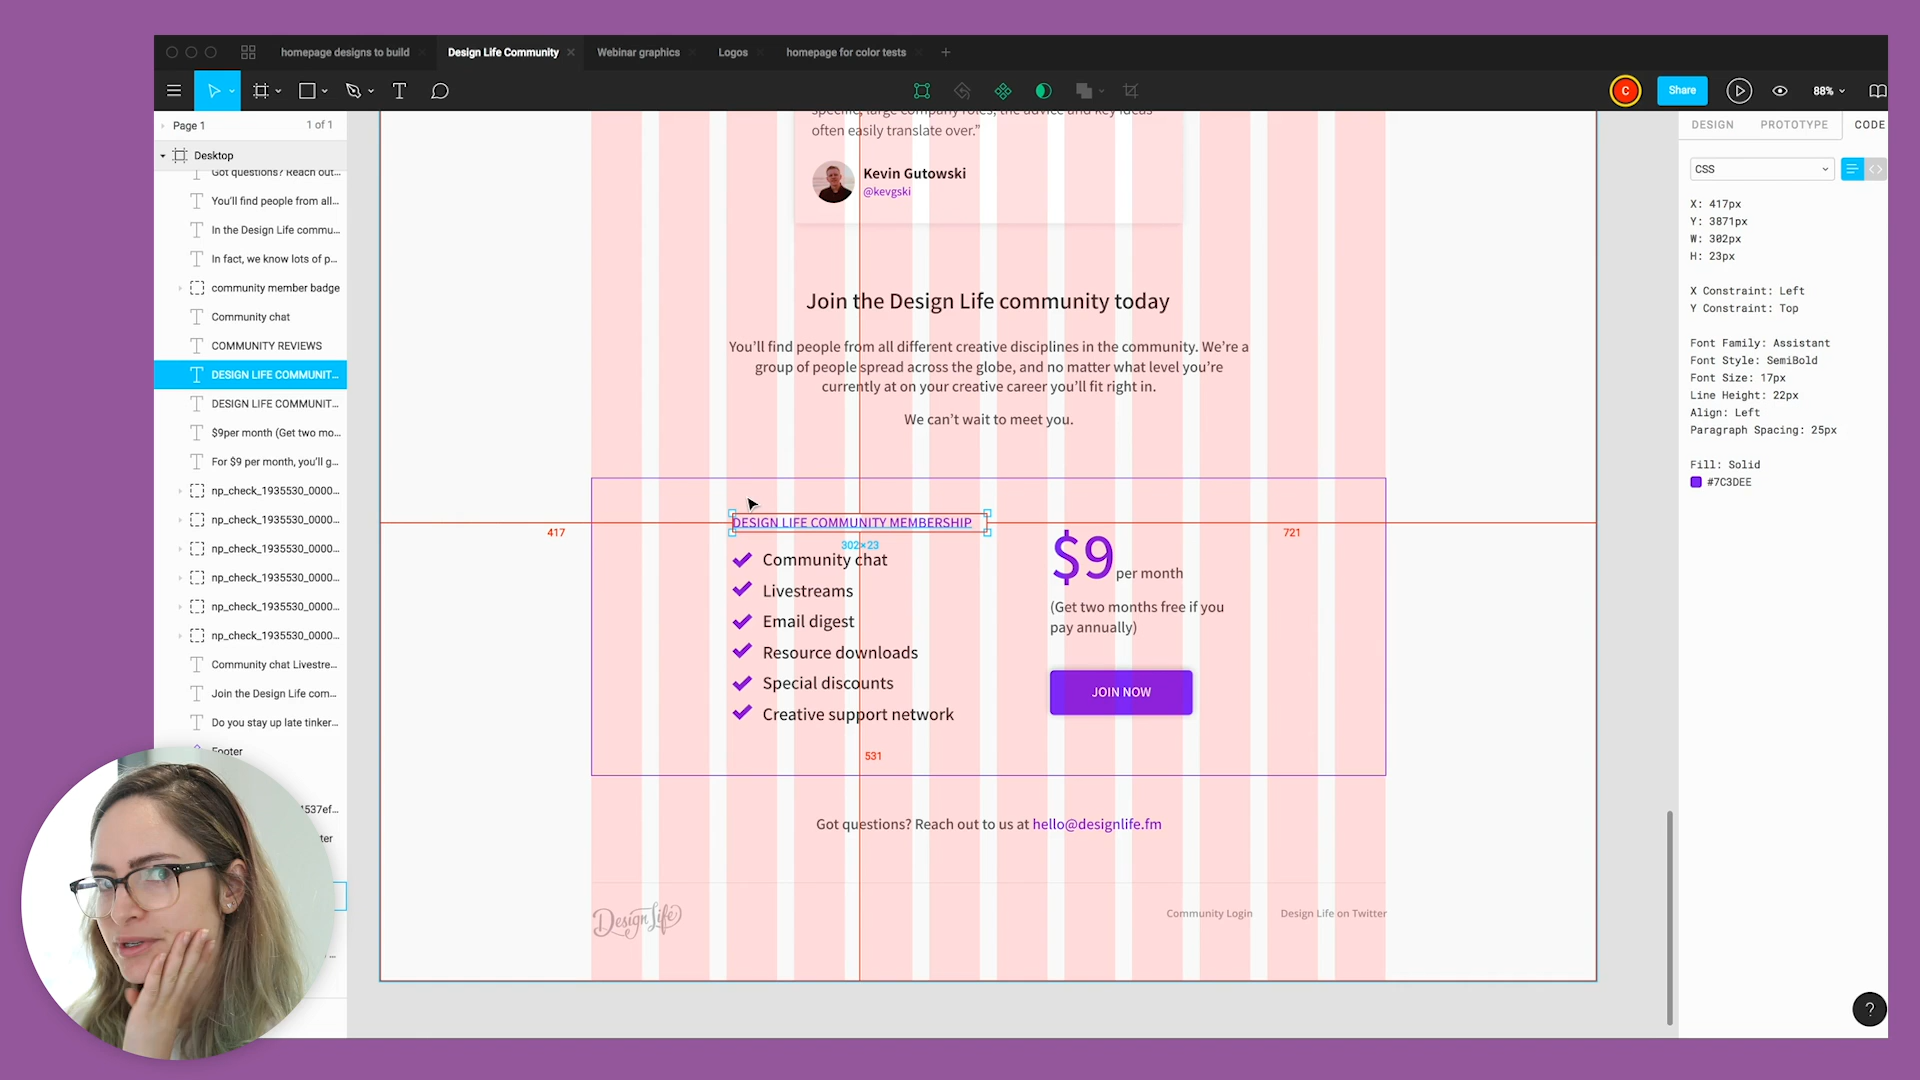 homepage designs to build
Design Life Community
Webinar graphics
Logos
homepage for color tests
C
Share
88%
Page 1
1 of 1
Desktop
Got questions? Reach out...
You'll find people from all...
In the Design Life commu...
In fact, we know lots of p...
community member badge
Community chat
COMMUNITY REVIEWS
DESIGN LIFE COMMUNIT...
DESIGN LIFE COMMUNIT...
$9per month (Get two mo...
For $9 per month, you'll g...
np_check_1935530_0000...
np_check_1935530_0000...
np_check_1935530_0000...
np_check_1935530_0000...
np_check_1935530_0000...
np_check_1935530_0000...
Community chat Livestre...
Join the Design Life com...
Do you stay up late tinker...
Footer
specific, large company roles, the advice and key ideas
often easily translate over.”
Kevin Gutowski
@kevgski
Join the Design Life community today
You’ll find people from all different creative disciplines in the community. We’re a
group of people spread across the globe, and no matter what level you’re
currently at on your creative career you’ll fit right in.
We can’t wait to meet you.
417
721
DESIGN LIFE COMMUNITY MEMBERSHIP
302×23
Community chat
Livestreams
Email digest
Resource downloads
Special discounts
Creative support network
$9 per month
(Get two months free if you
pay annually)
JOIN NOW
531
Got questions? Reach out to us at hello@designlife.fm
Design Life
Community Login
Design Life on Twitter
DESIGN
PROTOTYPE
CODE
CSS
X: 417px
Y: 3871px
W: 302px
H: 23px
X Constraint: Left
Y Constraint: Top
Font Family: Assistant
Font Style: SemiBold
Font Size: 17px
Line Height: 22px
Align: Left
Paragraph Spacing: 25px
Fill: Solid
#7C3DEE
?